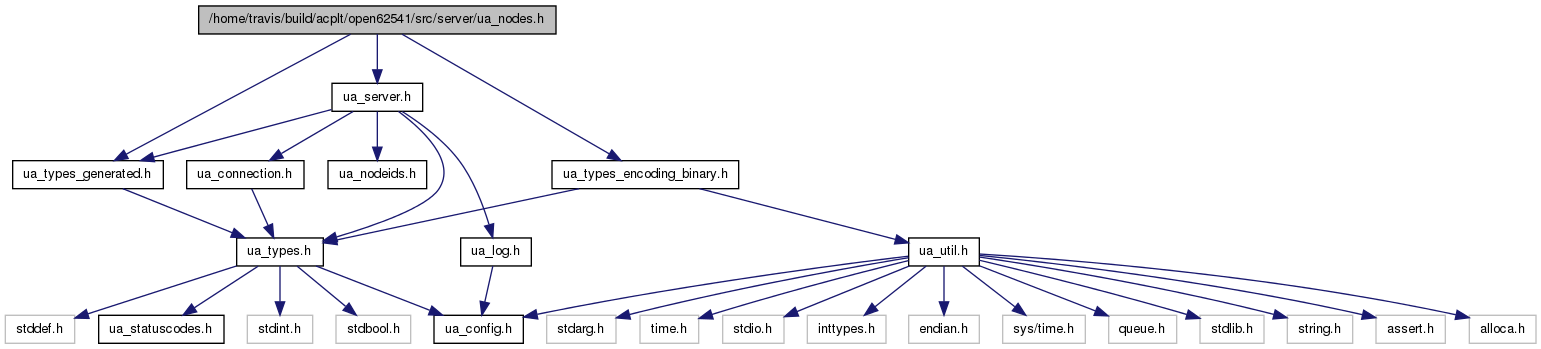 /home/travis/build/acplt/open62541/src/server/ua_nodes.h
ua_server.h
ua_types_generated.h
ua_connection.h
ua_nodeids.h
ua_types_encoding_binary.h
ua_types.h
ua_log.h
ua_util.h
stddef.h
ua_statuscodes.h
stdint.h
stdbool.h
ua_config.h
stdarg.h
time.h
stdio.h
inttypes.h
endian.h
sys/time.h
queue.h
stdlib.h
string.h
assert.h
alloca.h